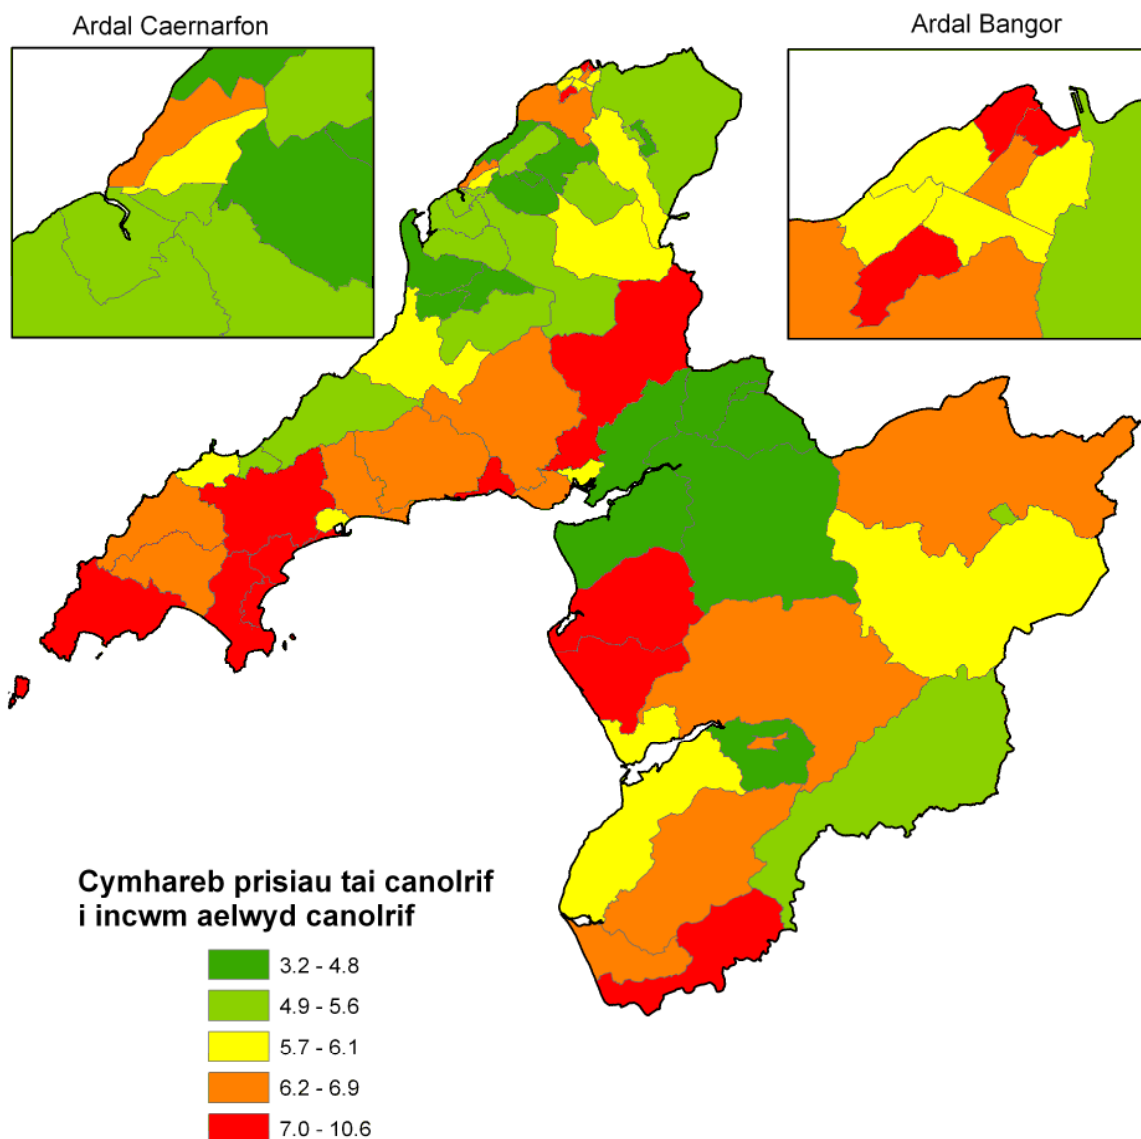 Ardal Caernarfon
Ardal Bangor
Cymhareb prisiau tai canolrif
i incwm aelwyd canolrif
3.2 - 4.8
4.9 - 5.6
5.7 - 6.1
6.2 - 6.9
7.0 - 10.6